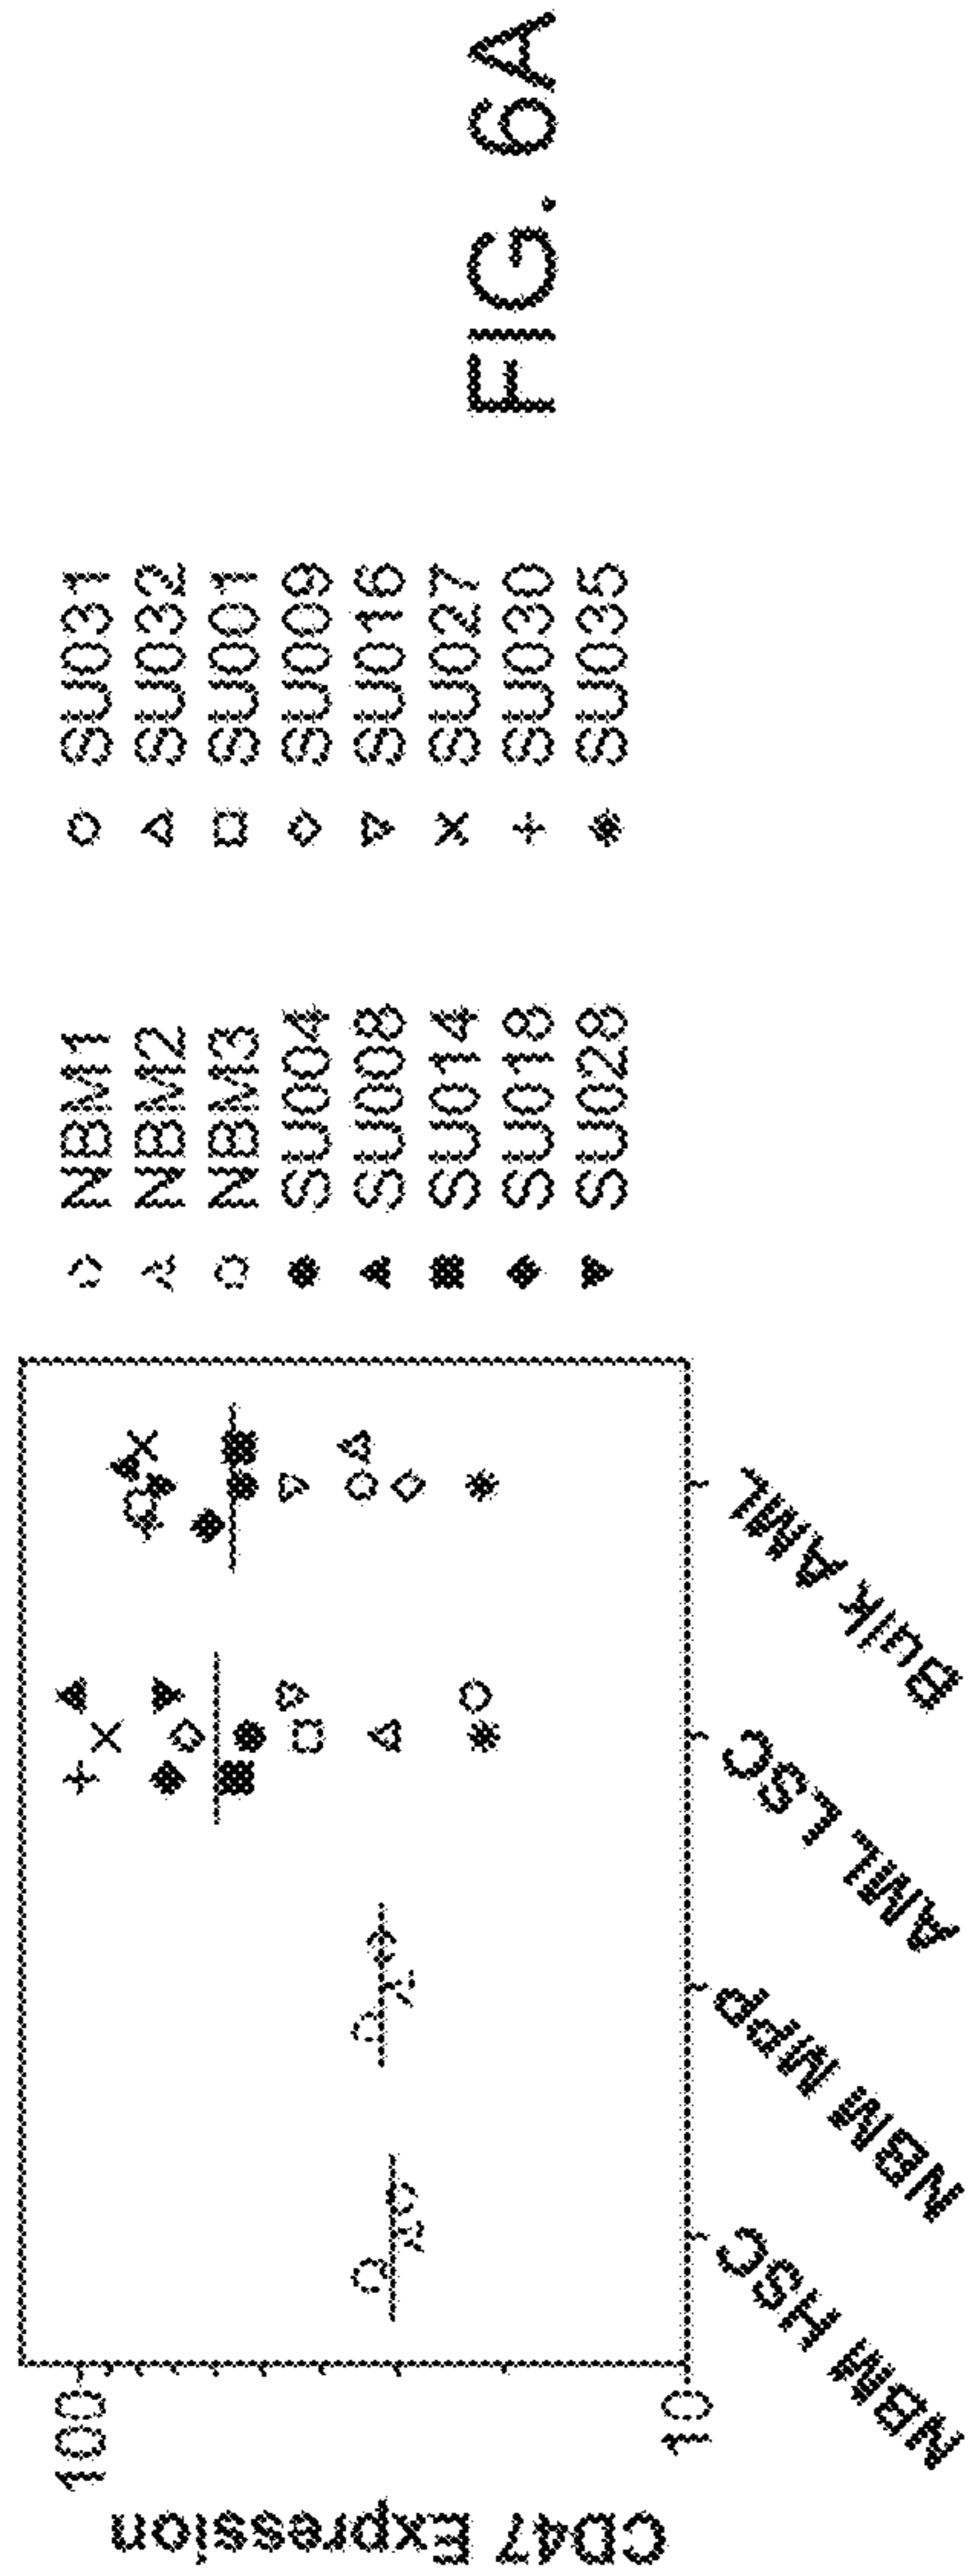 CD47 Expression
100
10
NBM HSC
NBM Mpp
AML LSC
Bulk AML
NBM1
NBM2
NBM3
SU004
SU008
SU014
SU018
SU028
SU031
SU032
SU001
SU009
SU016
SU027
SU030
SU035
FIG. 6A